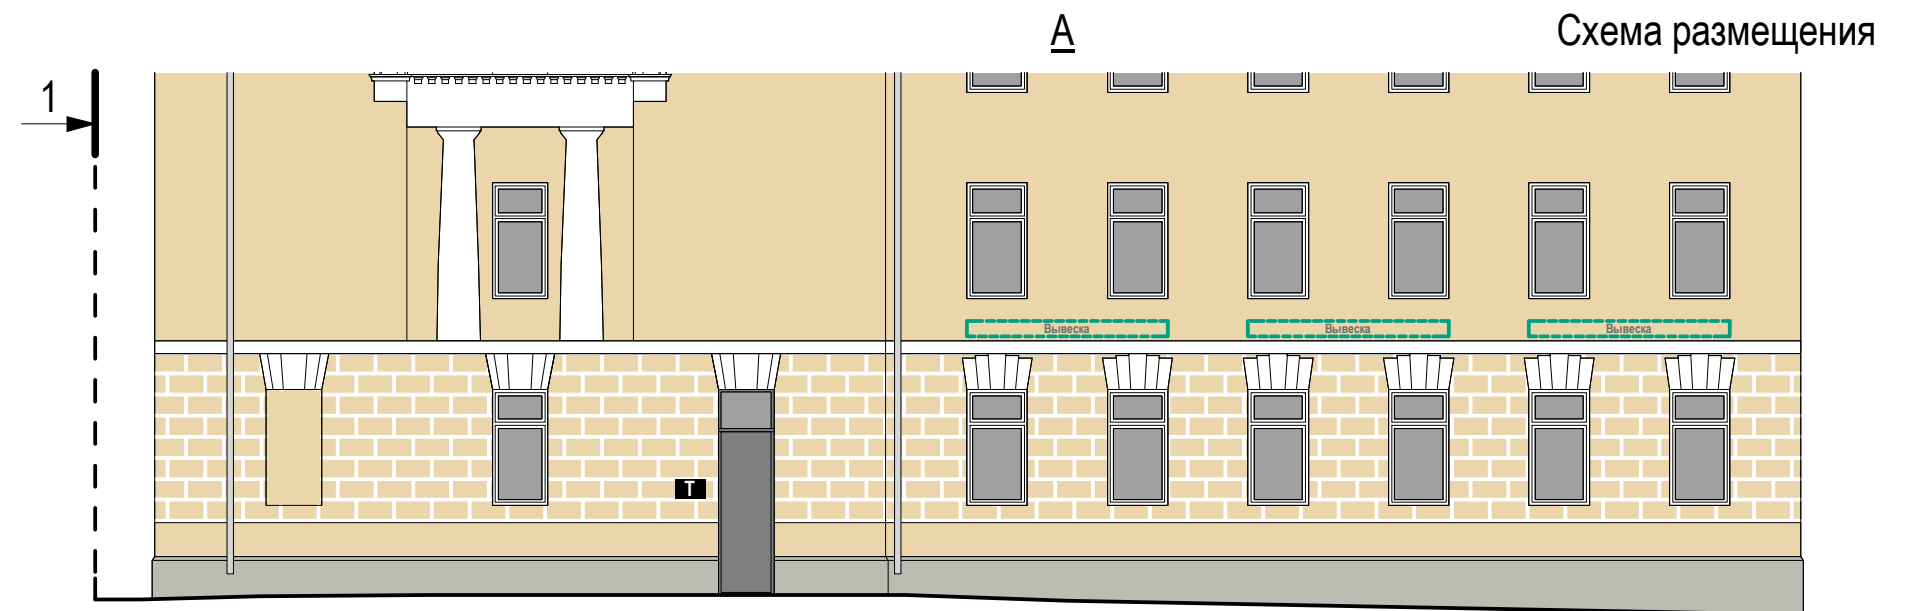 А
Схема размещения
1
Вывеска
Вывеска
Вывеска
Т